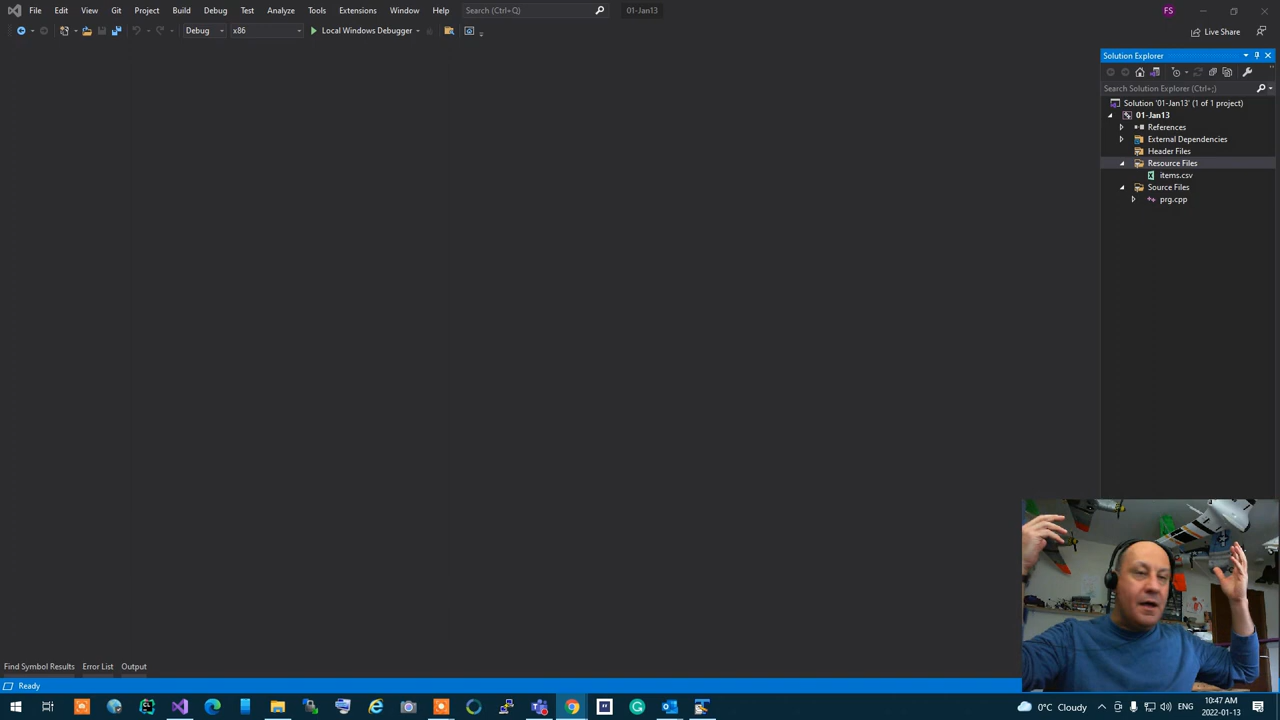 File Edit View Git Project Build Debug Test Analyze Tools Extensions Window Help Search (Ctrl+Q) 01-Jan13 FS
Debug x86 Local Windows Debugger Live Share
Solution Explorer
Search Solution Explorer (Ctrl+;)
Solution '01-Jan13' (1 of 1 project)
01-Jan13
References
External Dependencies
Header Files
Resource Files
items.csv
Source Files
prg.cpp
Find Symbol Results Error List Output
Ready
0°C Cloudy ENG 10:47 AM
2022-01-13